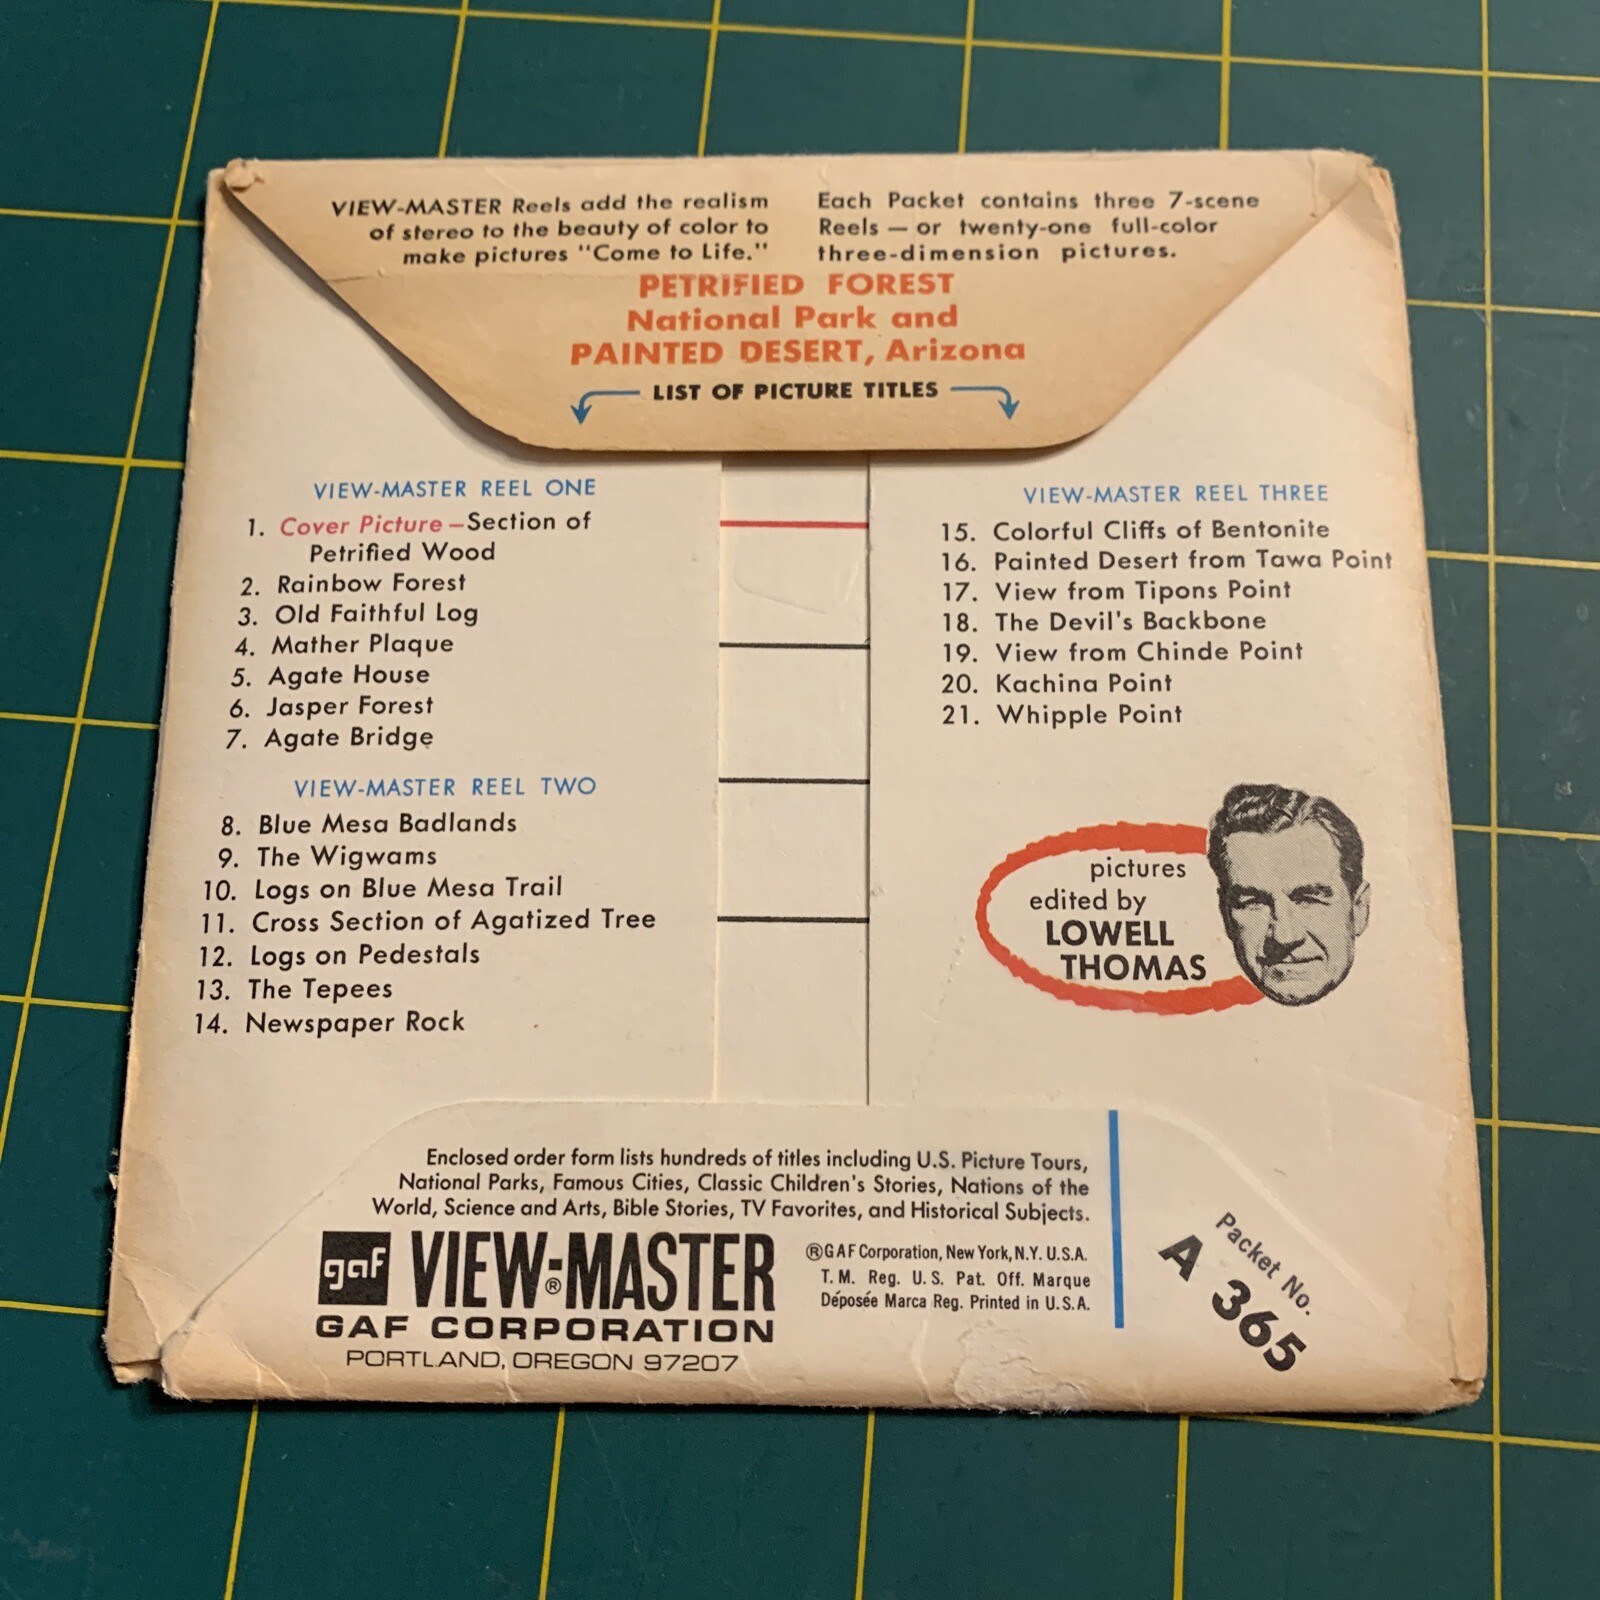 VIEW-MASTER Reels add the realism
of stereo to the beauty of color to
make pictures "Come to Life."
Each Packet contains three 7-scene
Reels — or twenty-one full-color
three-dimension pictures.
PETRIFIED FOREST
National Park and
PAINTED DESERT, Arizona
LIST OF PICTURE TITLES
VIEW-MASTER REEL ONE
1. Cover Picture – Section of
Petrified Wood
2. Rainbow Forest
3. Old Faithful Log
4. Mather Plaque
5. Agate House
6. Jasper Forest
7. Agate Bridge
VIEW-MASTER REEL TWO
8. Blue Mesa Badlands
9. The Wigwams
10. Logs on Blue Mesa Trail
11. Cross Section of Agatized Tree
12. Logs on Pedestals
13. The Tepees
14. Newspaper Rock
VIEW-MASTER REEL THREE
15. Colorful Cliffs of Bentonite
16. Painted Desert from Tawa Point
17. View from Tipons Point
18. The Devil's Backbone
19. View from Chinde Point
20. Kachina Point
21. Whipple Point
pictures
edited by
LOWELL
THOMAS
Enclosed order form lists hundreds of titles including U.S. Picture Tours,
National Parks, Famous Cities, Classic Children's Stories, Nations of the
World, Science and Arts, Bible Stories, TV Favorites, and Historical Subjects.
gaf VIEW-MASTER®
GAF CORPORATION
PORTLAND, OREGON 97207
®GAF Corporation, New York, N.Y. U.S.A.
T.M. Reg. U.S. Pat. Off. Marque
Déposée Marca Reg. Printed in U.S.A.
Packet No.
A 365